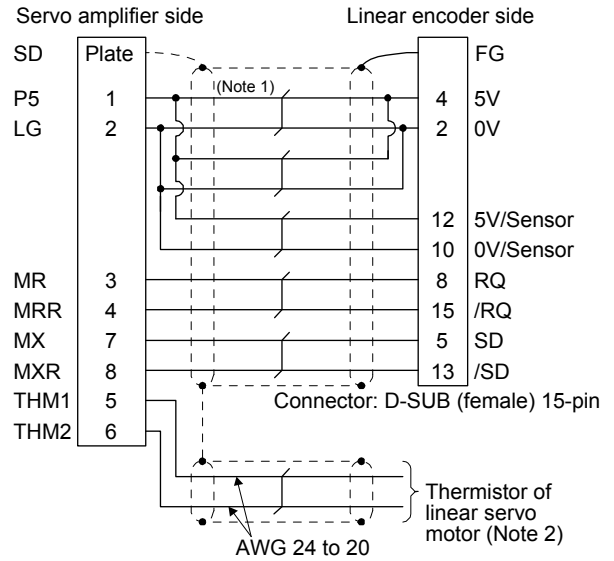 Servo amplifier side Linear encoder side
SD Plate FG
(Note 1)
P5 1 4 5V
LG 2 2 0V
12 5V/Sensor
10 0V/Sensor
MR 3 8 RQ
MRR 4 15 /RQ
MX 7 5 SD
MXR 8 13 /SD
THM1 5 Connector: D-SUB (female) 15-pin
THM2 6
Thermistor of
linear servo
motor (Note 2)
AWG 24 to 20